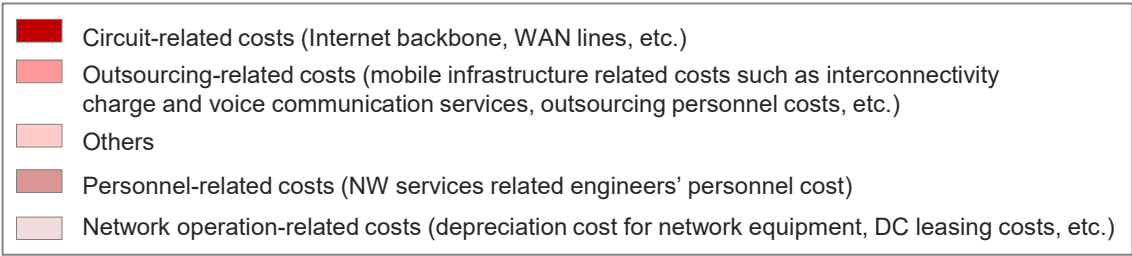 Circuit-related costs (Internet backbone, WAN lines, etc.)
Outsourcing-related costs (mobile infrastructure related costs such as interconnectivity
charge and voice communication services, outsourcing personnel costs, etc.)
Others
Personnel-related costs (NW services related engineers’ personnel cost)
Network operation-related costs (depreciation cost for network equipment, DC leasing costs, etc.)